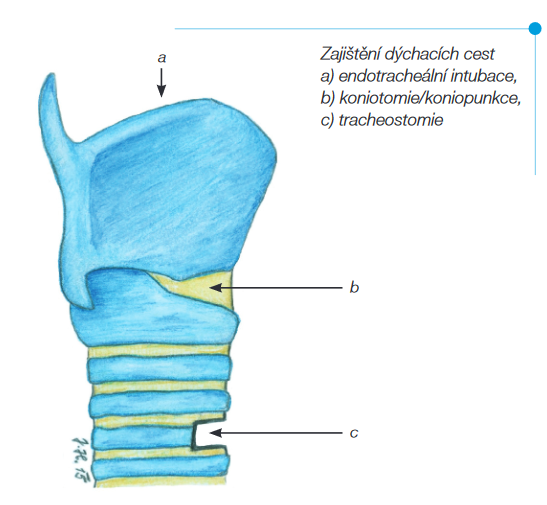 Zajištění dýchacích cest
a) endotracheální intubace,
b) koniotomie/koniopunkce,
c) tracheostomie
a
b
c